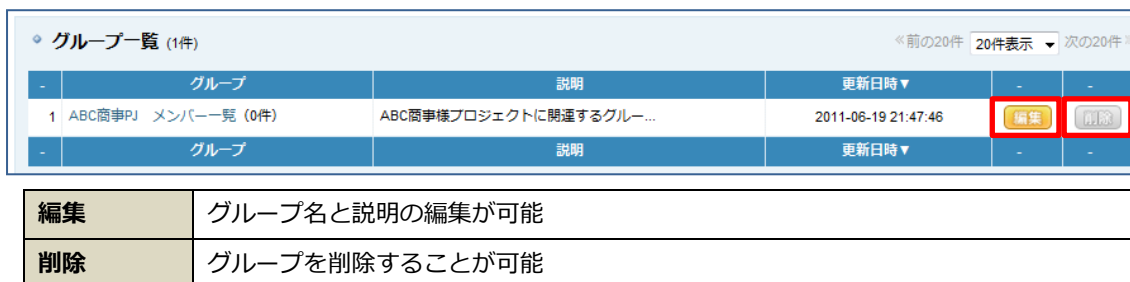 グループ一覧 (1件) ≪前の20件 20件表示 ▼ 次の20件≫
- グループ 説明 更新日時▼ - -
1 ABC商事PJ メンバー一覧 (0件) ABC商事様プロジェクトに関連するグルー... 2011-06-19 21:47:46 編集 削除
- グループ 説明 更新日時▼ - -
編集 グループ名と説明の編集が可能
削除 グループを削除することが可能